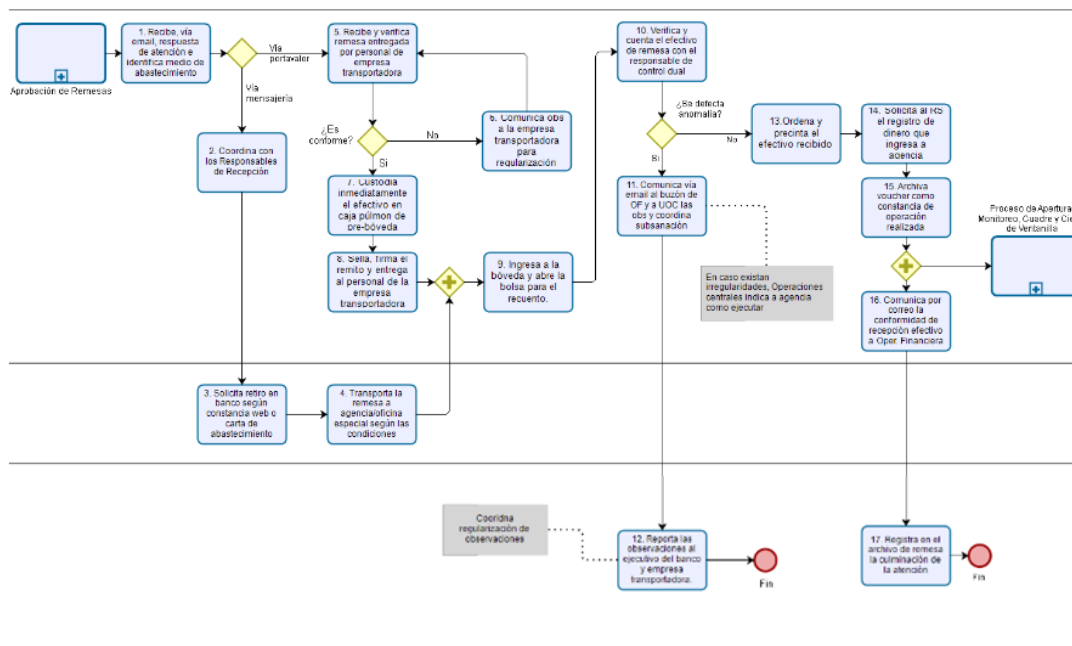 Aprobación de Remesas
1. Recibe, vía
email, respuesta
de atención e
identifica medio de
abastecimiento
Vía
portavalor
Vía
mensajería
2. Coordina con
los Responsables
de Recepción
3. Solicita retiro en
banco según
constancia web o
carta de
abastecimiento
4. Transporta la
remesa a
agencia/oficina
especial según las
condiciones
5. Recibe y verifica
remesa entregada
por personal de
empresa
transportadora
¿Es
conforme?
No
Si
6. Comunica obs
a la empresa
transportadora
para
regularización
7. Custodia
inmediatamente
el efectivo en
caja púlmon de
pre-bóveda
8. Sella, firma el
remito y entrega
al personal de la
empresa
transportadora
9. Ingresa a la
bóveda y abre la
bolsa para el
recuento.
10. Verifica y
cuenta el efectivo
de remesa con el
responsable de
control dual
¿Se detecta
anomalía?
No
Si
11. Comunica vía
email al buzón de
OF y a UOC las
obs y coordina
subsanación
En caso existan
irregularidades, Operaciones
centrales indica a agencia
como ejecutar
Cooridna
regularización de
observaciones
12. Reporta las
observaciones al
ejecutivo del banco
y empresa
transportadora.
Fin
13.Ordena y
precinta el
efectivo recibido
14. Solicita al RS
el registro de
dinero que
ingresa a
agencia
15. Archiva
voucher como
constancia de
operación
realizada
Proceso de Apertura
Monitoreo, Cuadre y Cie
de Ventanilla
16. Comunica por
correo la
conformidad de
recepción efectivo
a Oper. Financiera
17. Registra en el
archivo de remesa
la culminación de
la atención
Fin